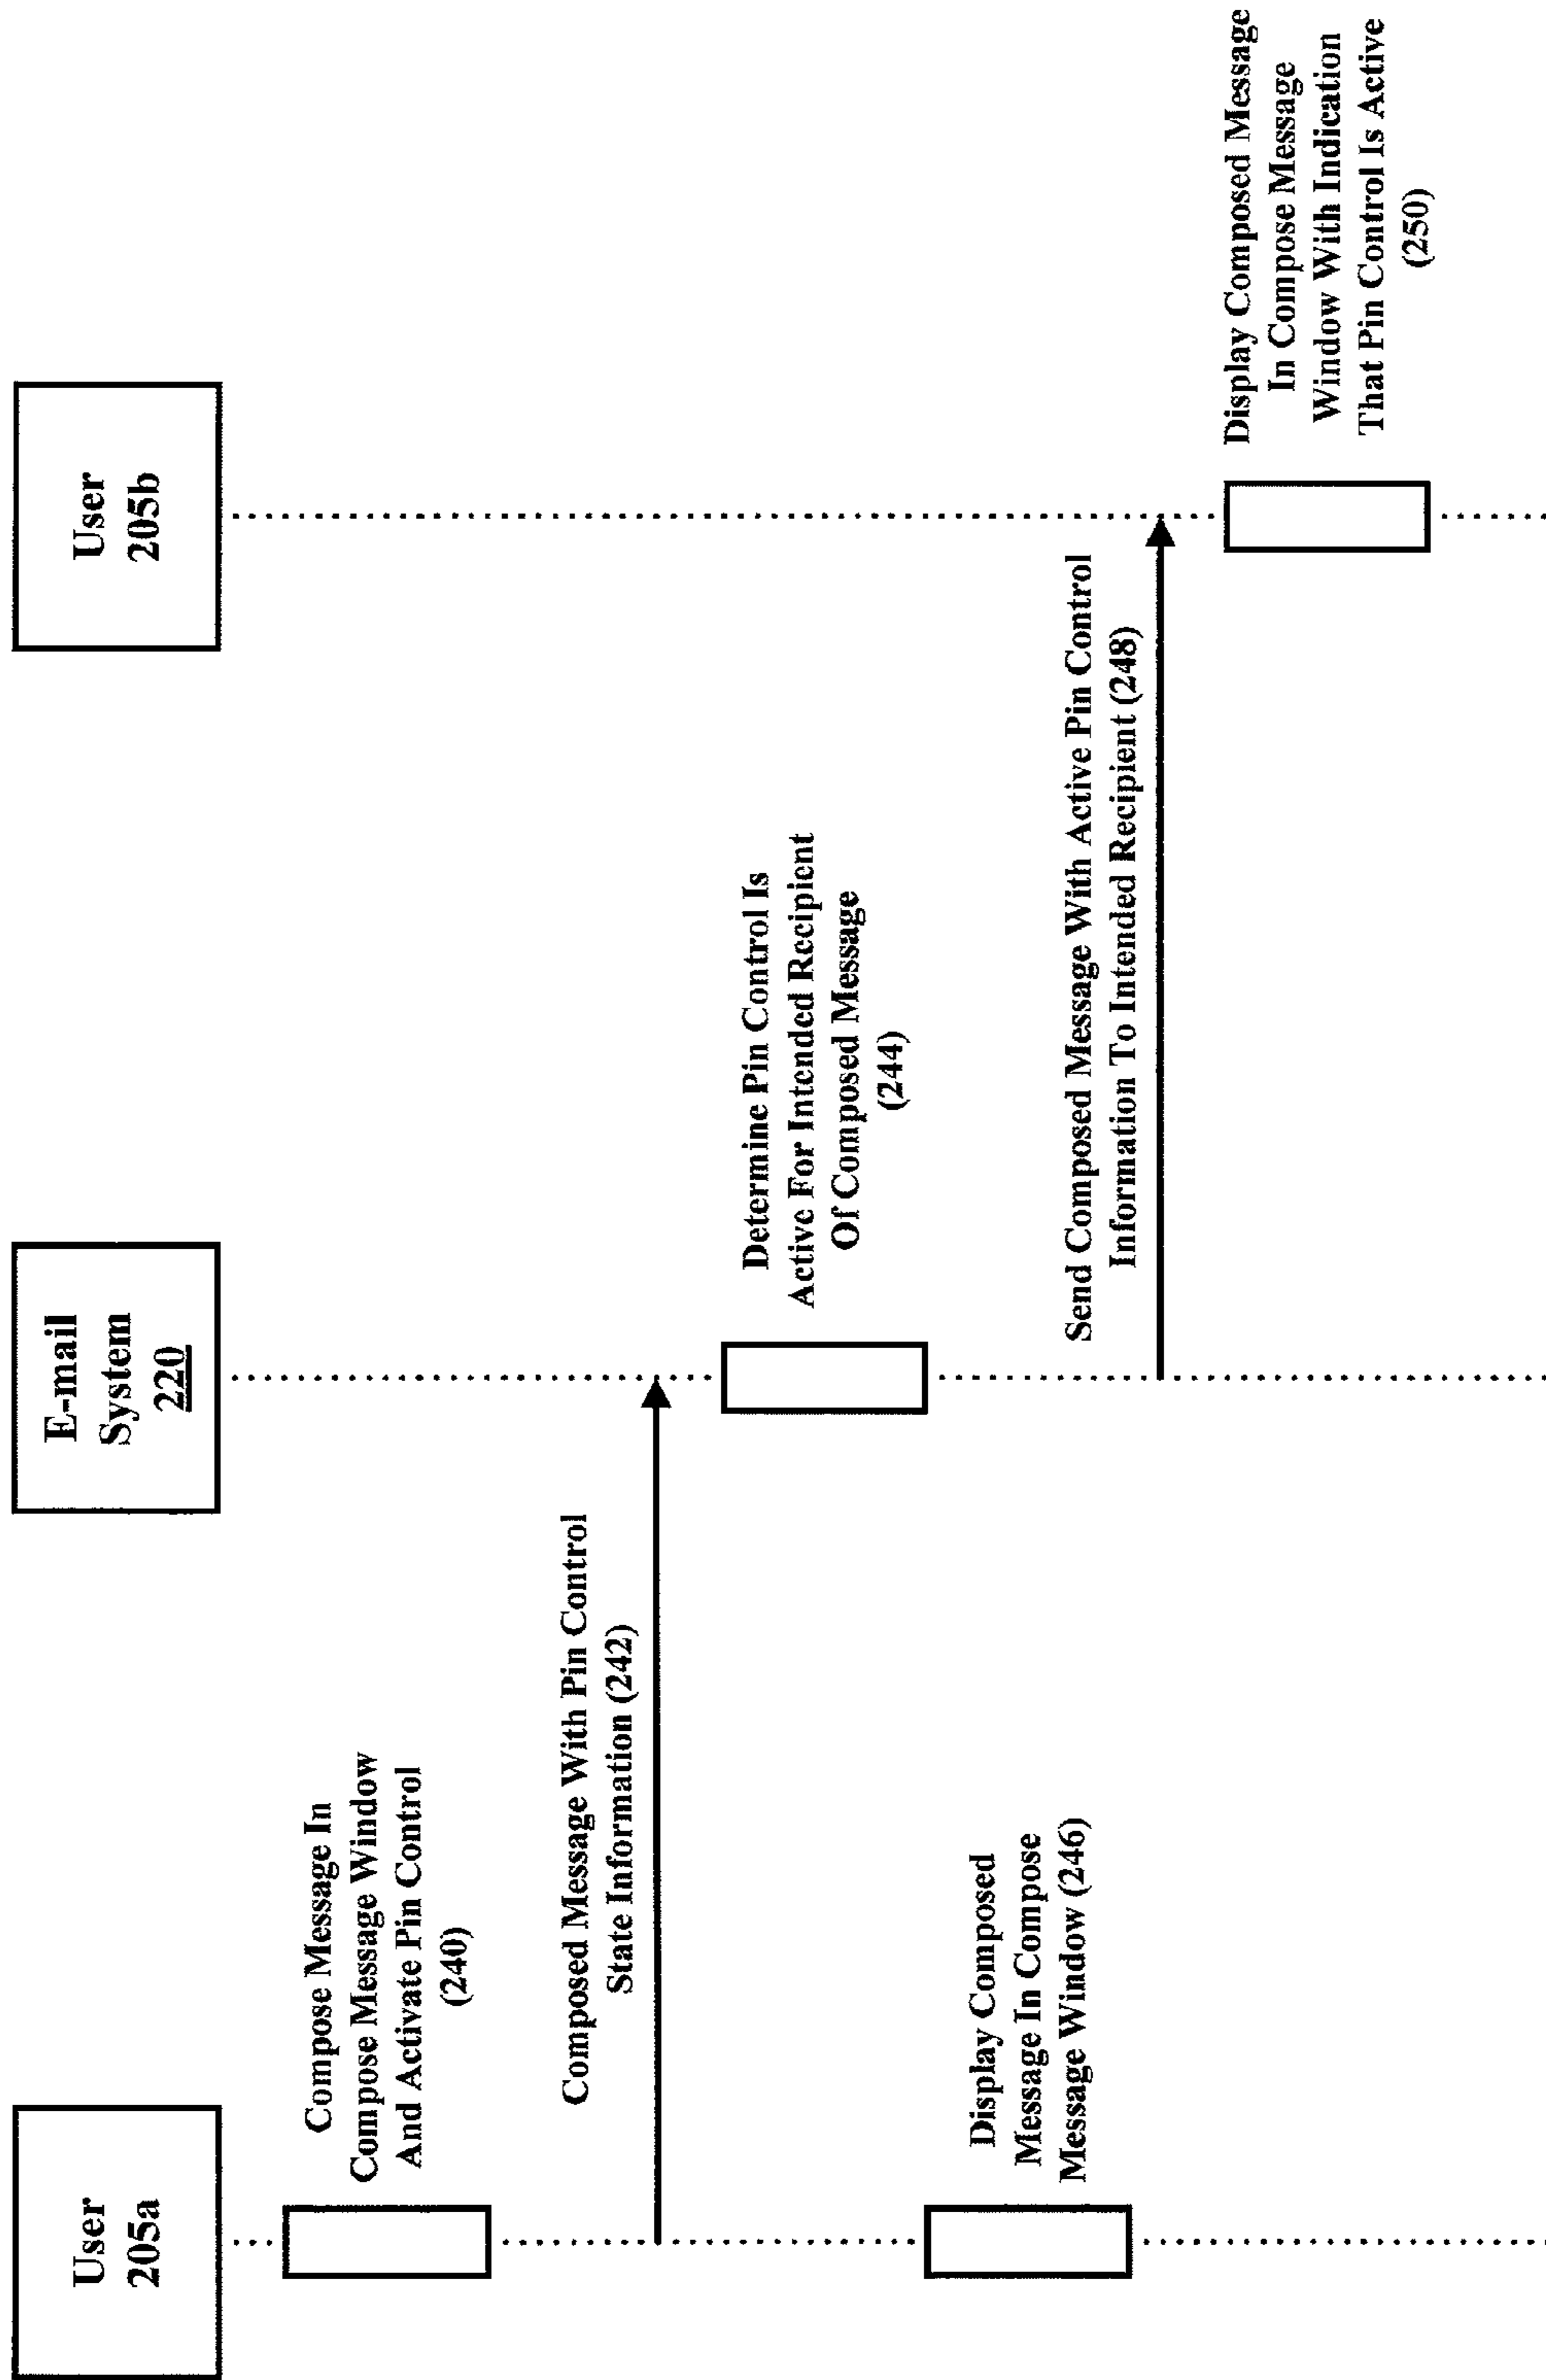 User
205a
E-mail
System
220
User
205b
Compose Message In
Compose Message Window
And Activate Pin Control
(240)
Composed Message With Pin Control
State Information (242)
Determine Pin Control Is
Active For Intended Recipient
Of Composed Message
(244)
Display Composed
Message In Compose
Message Window (246)
Send Composed Message With Active Pin Control
Information To Intended Recipient (248)
Display Composed Message
In Compose Message
Window With Indication
That Pin Control Is Active
(250)